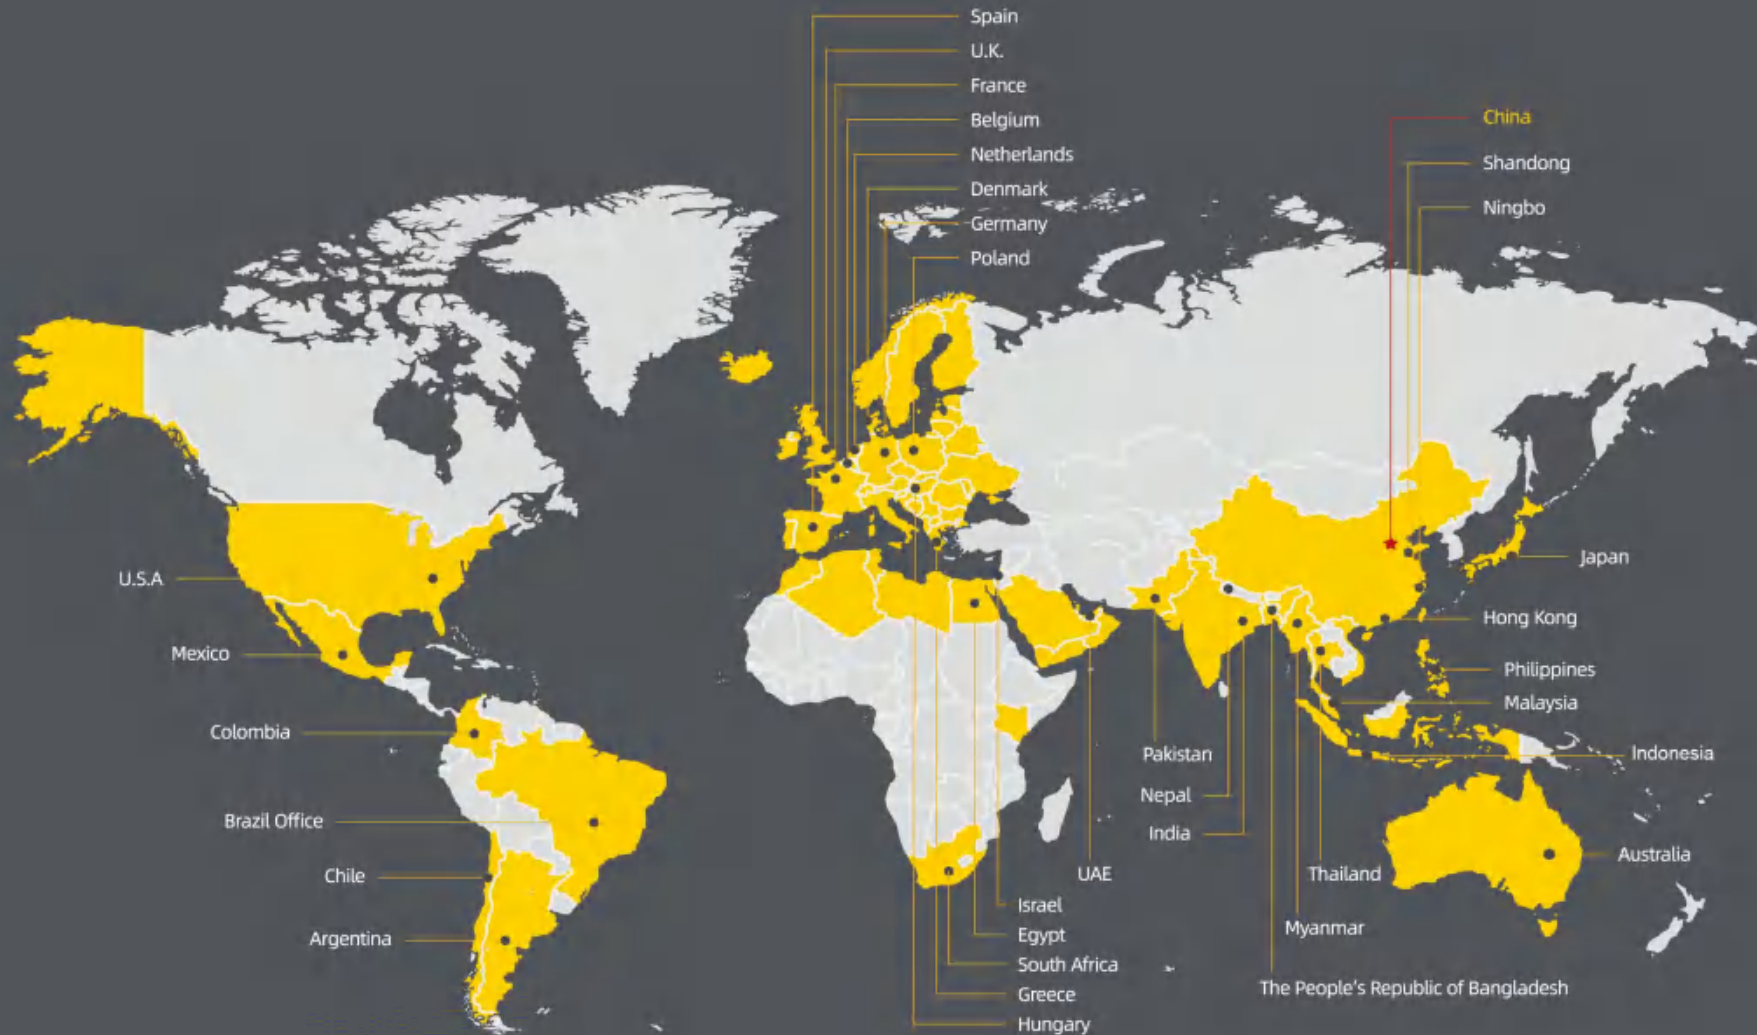 Spain
U.K.
France
Belgium
Netherlands
Denmark
Germany
Poland
China
Shandong
Ningbo
U.S.A
Mexico
Colombia
Brazil Office
Chile
Argentina
Japan
Hong Kong
Philippines
Malaysia
Indonesia
Australia
Pakistan
Nepal
India
UAE
Thailand
Myanmar
The People's Republic of Bangladesh
Israel
Egypt
South Africa
Greece
Hungary